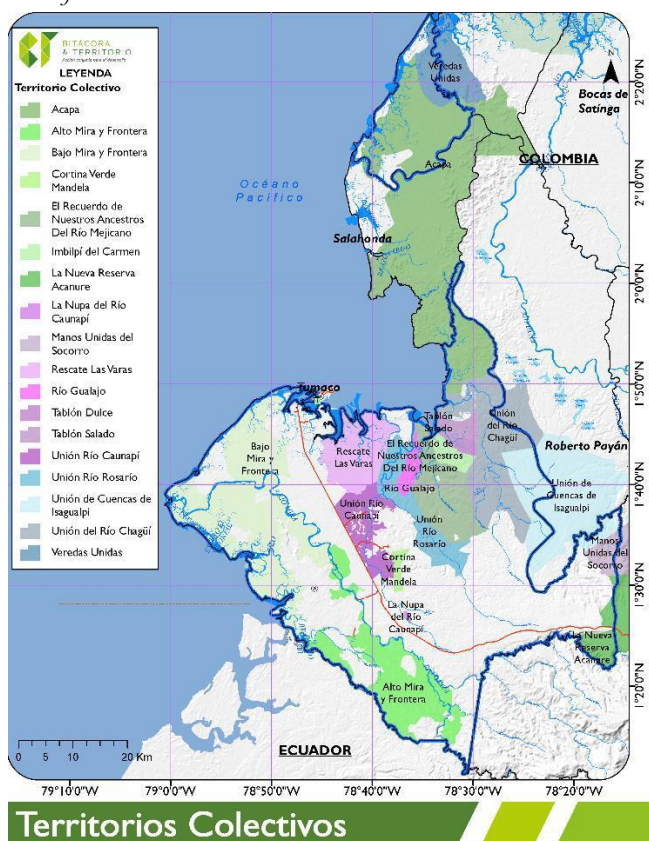 BITÁCORA
& TERRITORIO
LEYENDA
Territorio Colectivo
Acapa
Alto Mira y Frontera
Bajo Mira y Frontera
Cortina Verde
Mandela
El Recuerdo de
Nuestros Ancestros
Del Río Mejicano
Imbilpí del Carmen
La Nueva Reserva
Acanure
La Nupa del Río
Caunapí
Manos Unidas del
Socorro
Rescate Las Varas
Río Gualajo
Tablón Dulce
Tablón Salado
Unión Río Caunapí
Unión Río Rosario
Unión de Cuencas de
Isagualpi
Unión del Río Chagüí
Veredas Unidas
Veredas
Unidas
N
Bocas de
Satinga
COLOMBIA
Acapa
Océano
Pacífico
Salahonda
Tumaco
Tablón
Salado
Unión
del Río
Chagüí
Roberto Payán
Bajo
Mira y
Frontera
Rescate
Las Varas
El Recuerdo de
Nuestros Ancestros
Del Río Mejicano
Río Gualajo
Unión de
Cuencas de
Isagualpi
Unión Río
Caunapí
Unión
Río
Rosario
Manos
Unidas del
Socorro
Cortina
Verde
Mandela
La Nupa
del Río
Caunapí
La Nueva
Reserva
Acanure
Alto Mira
y Frontera
ECUADOR
0 5 10 20 Km
2°20'0"N
2°10'0"N
2°0'0"N
1°50'0"N
1°40'0"N
1°30'0"N
1°20'0"N
79°10'0"W 79°0'0"W 78°50'0"W 78°40'0"W 78°30'0"W 78°20'0"W
Territorios Colectivos